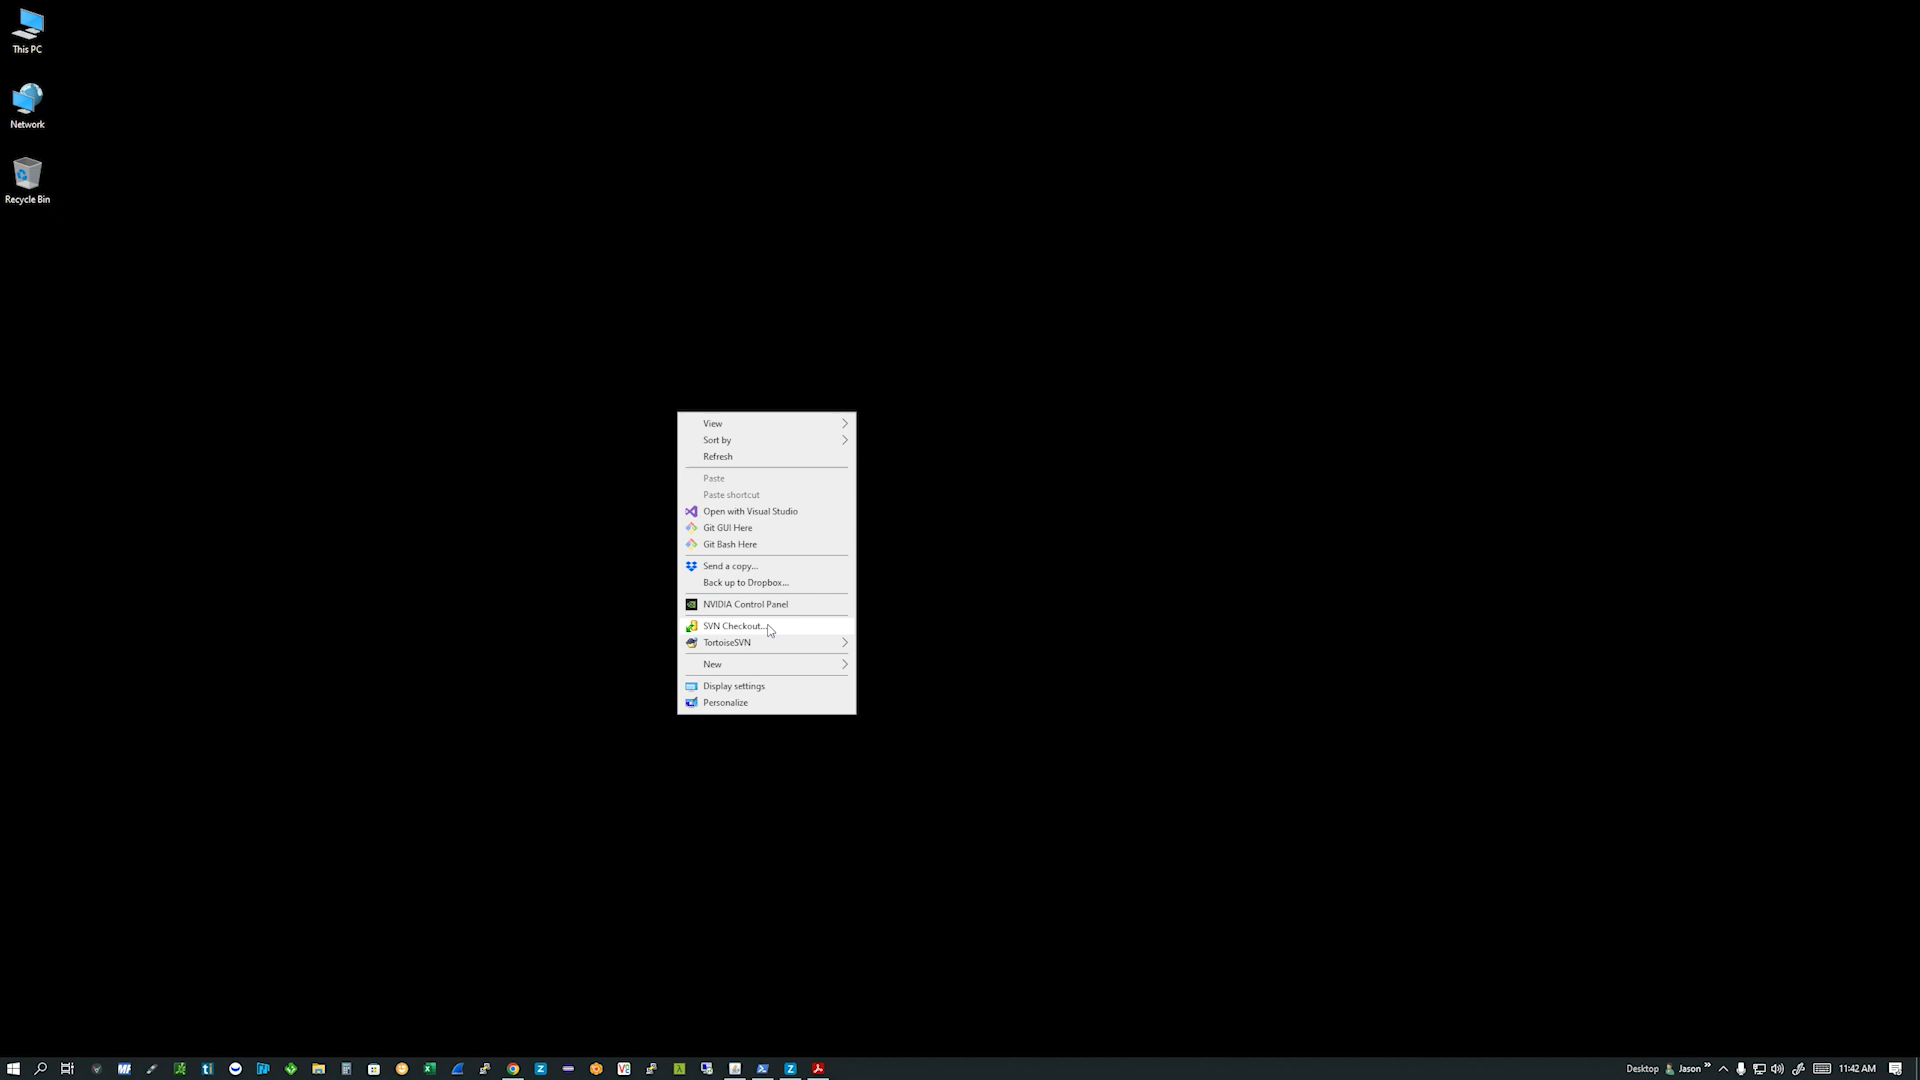 This PC
Network
Recycle Bin
View
Sort by
Refresh
Paste
Paste shortcut
Open with Visual Studio
Git GUI Here
Git Bash Here
Send a copy...
Back up to Dropbox...
NVIDIA Control Panel
SVN Checkout...
TortoiseSVN
New
Display settings
Personalize
Desktop Jason 11:42 AM